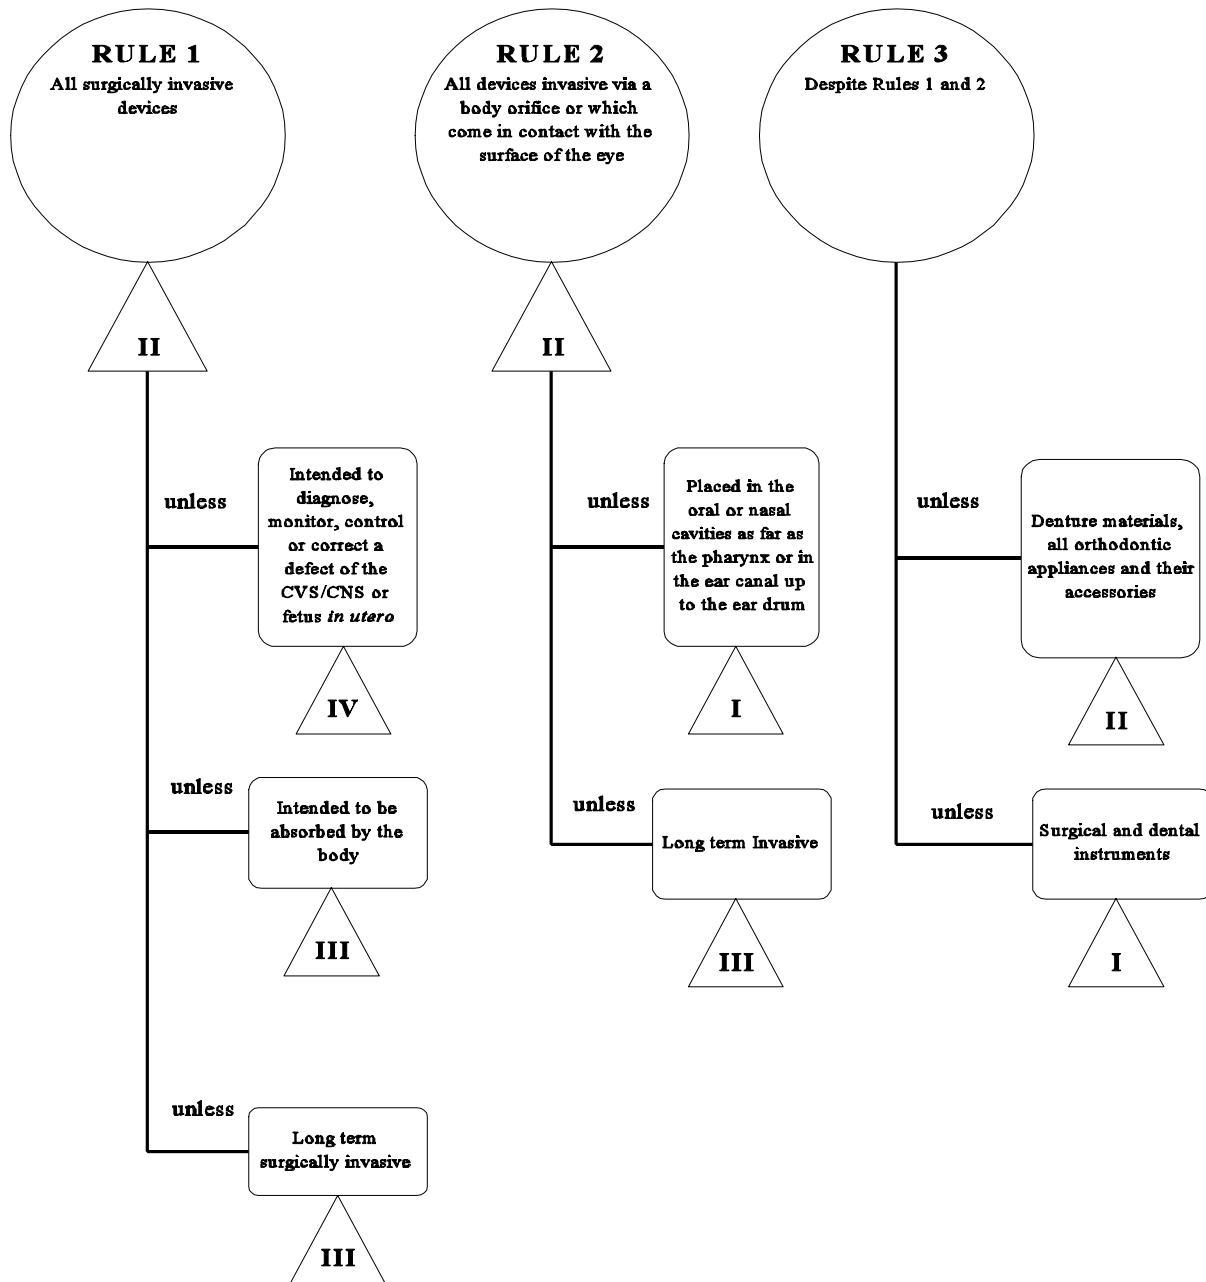 RULE 1
All surgically invasive
devices
II
unless
Intended to
diagnose,
monitor, control
or correct a
defect of the
CVS/CNS or
fetus in utero
IV
unless
Intended to be
absorbed by the
body
III
unless
Long term
surgically invasive
III
RULE 2
All devices invasive via a
body orifice or which
come in contact with the
surface of the eye
II
unless
Placed in the
oral or nasal
cavities as far as
the pharynx or in
the ear canal up
to the ear drum
I
unless
Long term Invasive
III
RULE 3
Despite Rules 1 and 2
unless
Denture materials,
all orthodontic
appliances and their
accessories
II
unless
Surgical and dental
instruments
I